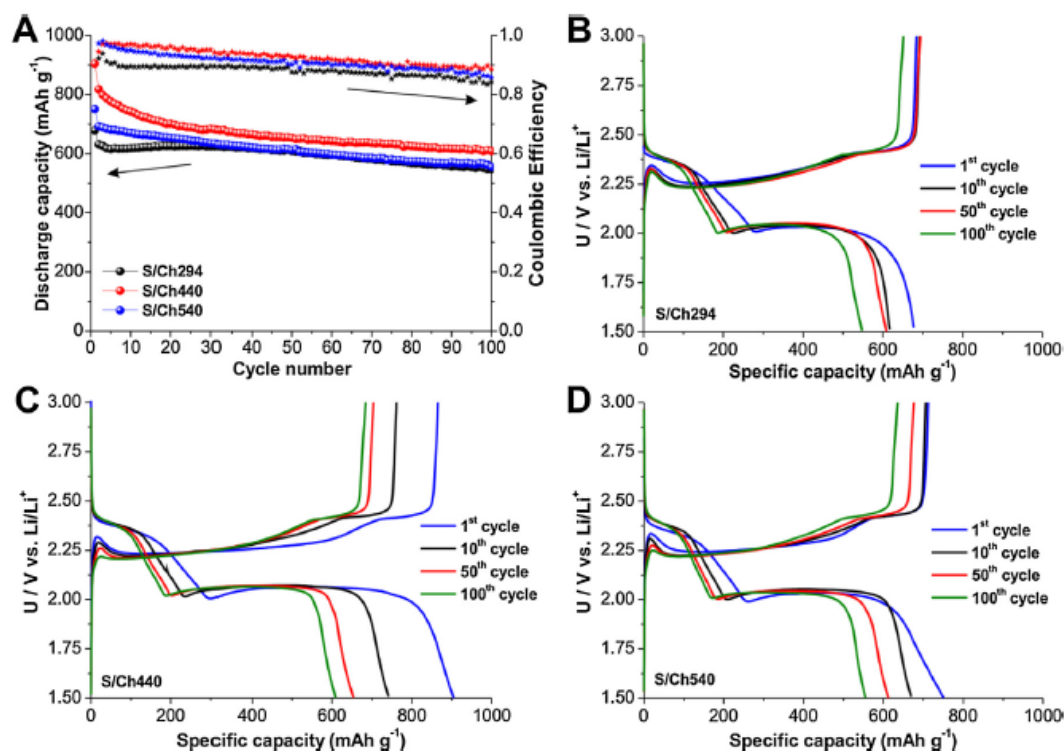 A
1000
800
600
400
200
0
Discharge capacity (mAh g⁻¹)
1.0
0.8
0.6
0.4
0.2
0.0
Coulombic Efficiency
S/Ch294
S/Ch440
S/Ch540
0 10 20 30 40 50 60 70 80 90 100
Cycle number
B
3.00
2.75
2.50
2.25
2.00
1.75
1.50
U / V vs. Li/Li⁺
1ˢᵗ cycle
10ᵗʰ cycle
50ᵗʰ cycle
100ᵗʰ cycle
S/Ch294
0 200 400 600 800 1000
Specific capacity (mAh g⁻¹)
C
3.00
2.75
2.50
2.25
2.00
1.75
1.50
U / V vs. Li/Li⁺
1ˢᵗ cycle
10ᵗʰ cycle
50ᵗʰ cycle
100ᵗʰ cycle
S/Ch440
0 200 400 600 800 1000
Specific capacity (mAh g⁻¹)
D
3.00
2.75
2.50
2.25
2.00
1.75
1.50
U / V vs. Li/Li⁺
1ˢᵗ cycle
10ᵗʰ cycle
50ᵗʰ cycle
100ᵗʰ cycle
S/Ch540
0 200 400 600 800 1000
Specific capacity (mAh g⁻¹)